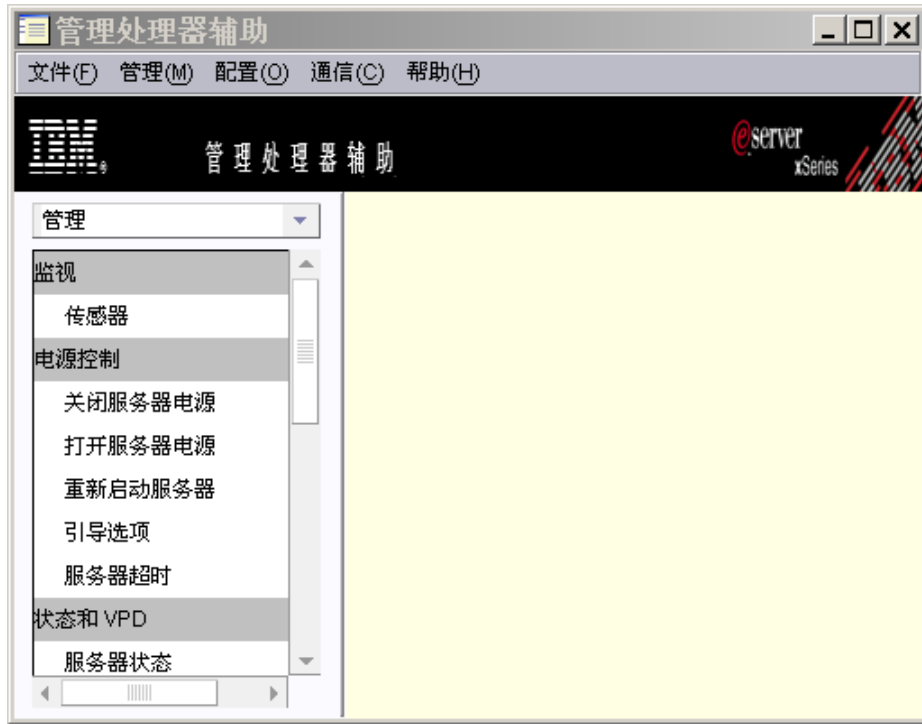 管理处理器辅助
文件(F) 管理(M) 配置(O) 通信(C) 帮助(H)
IBM®
管理处理器辅助
eserver
xSeries
管理
监视
传感器
电源控制
关闭服务器电源
打开服务器电源
重新启动服务器
引导选项
服务器超时
状态和 VPD
服务器状态